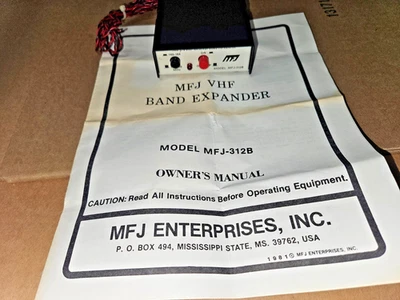 MFJ
MFJ VHF
BAND EXPANDER
MODEL MFJ-312B
OWNER'S MANUAL
CAUTION: Read All Instructions Before Operating Equipment.
MFJ ENTERPRISES, INC.
P. O. BOX 494, MISSISSIPPI STATE, MS. 39762, USA
1981 © MFJ ENTERPRISES, INC.